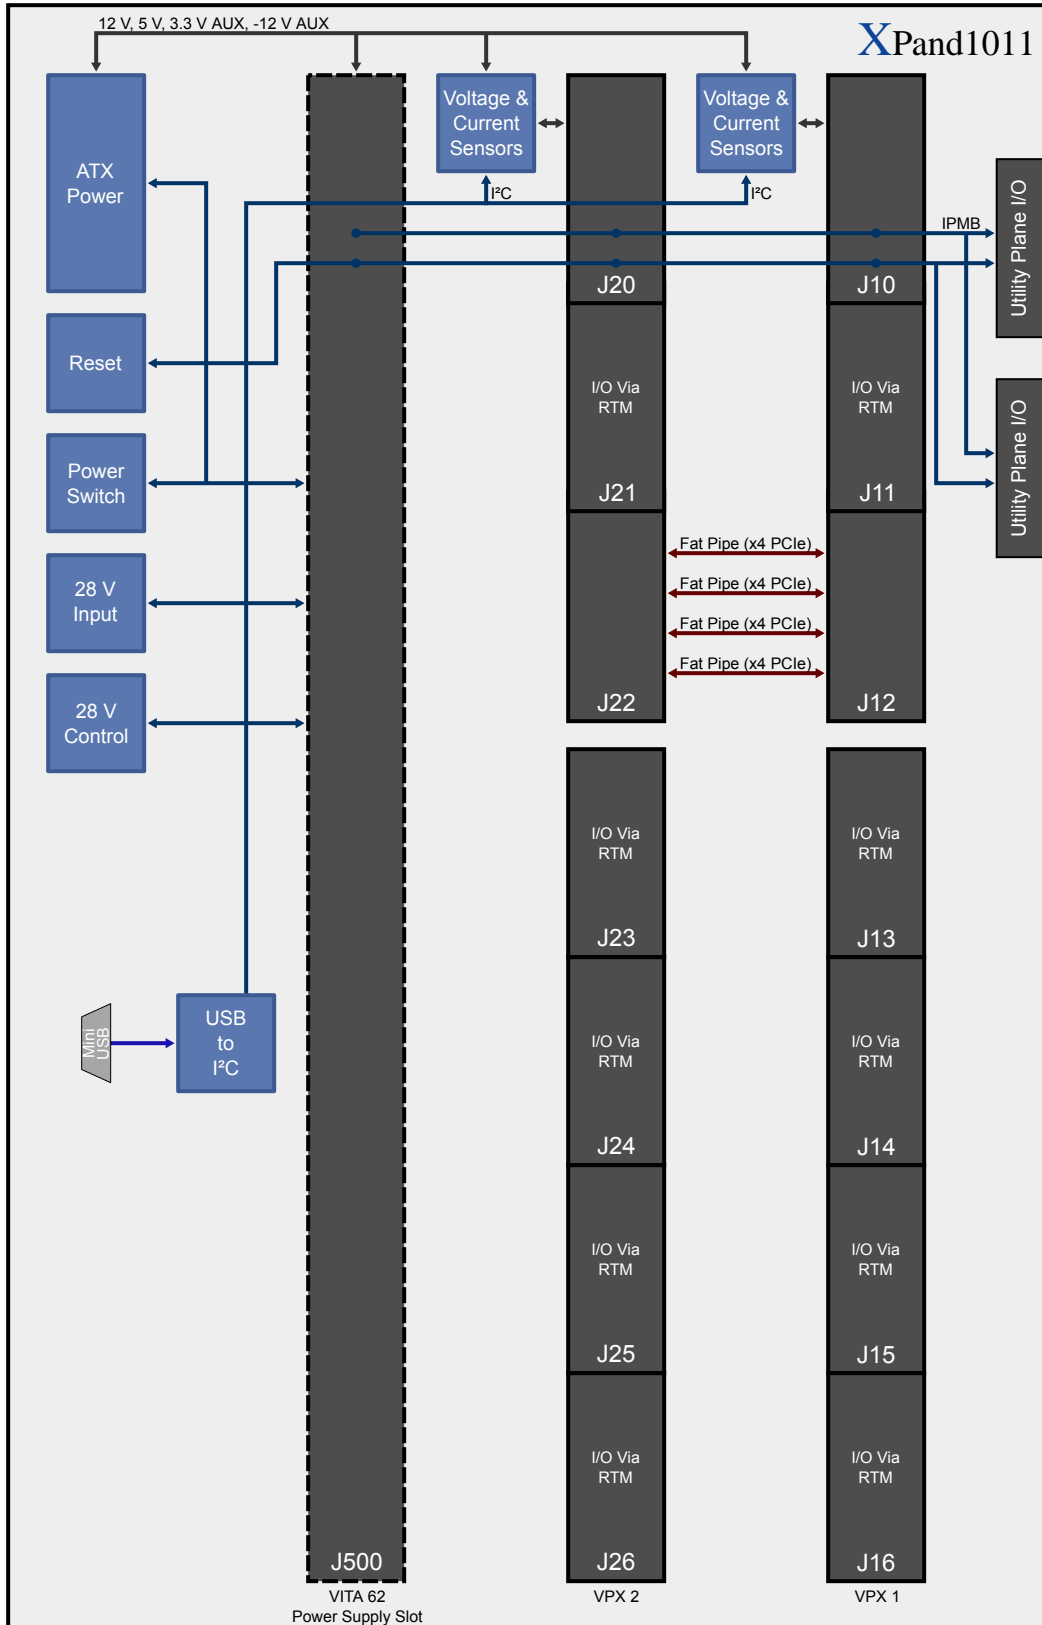 12 V, 5 V, 3.3 V AUX, -12 V AUX
XPand1011
ATX
Power
Voltage &
Current
Sensors
Voltage &
Current
Sensors
I²C
I²C
IPMB
Utility Plane I/O
J20
J10
Reset
I/O Via
RTM
I/O Via
RTM
Utility Plane I/O
Power
Switch
J21
J11
Fat Pipe (x4 PCIe)
Fat Pipe (x4 PCIe)
Fat Pipe (x4 PCIe)
Fat Pipe (x4 PCIe)
28 V
Input
28 V
Control
J22
J12
I/O Via
RTM
I/O Via
RTM
J23
J13
Mini
USB
USB
to
I²C
I/O Via
RTM
I/O Via
RTM
J24
J14
I/O Via
RTM
I/O Via
RTM
J25
J15
I/O Via
RTM
I/O Via
RTM
J500
J26
J16
VITA 62
Power Supply Slot
VPX 2
VPX 1